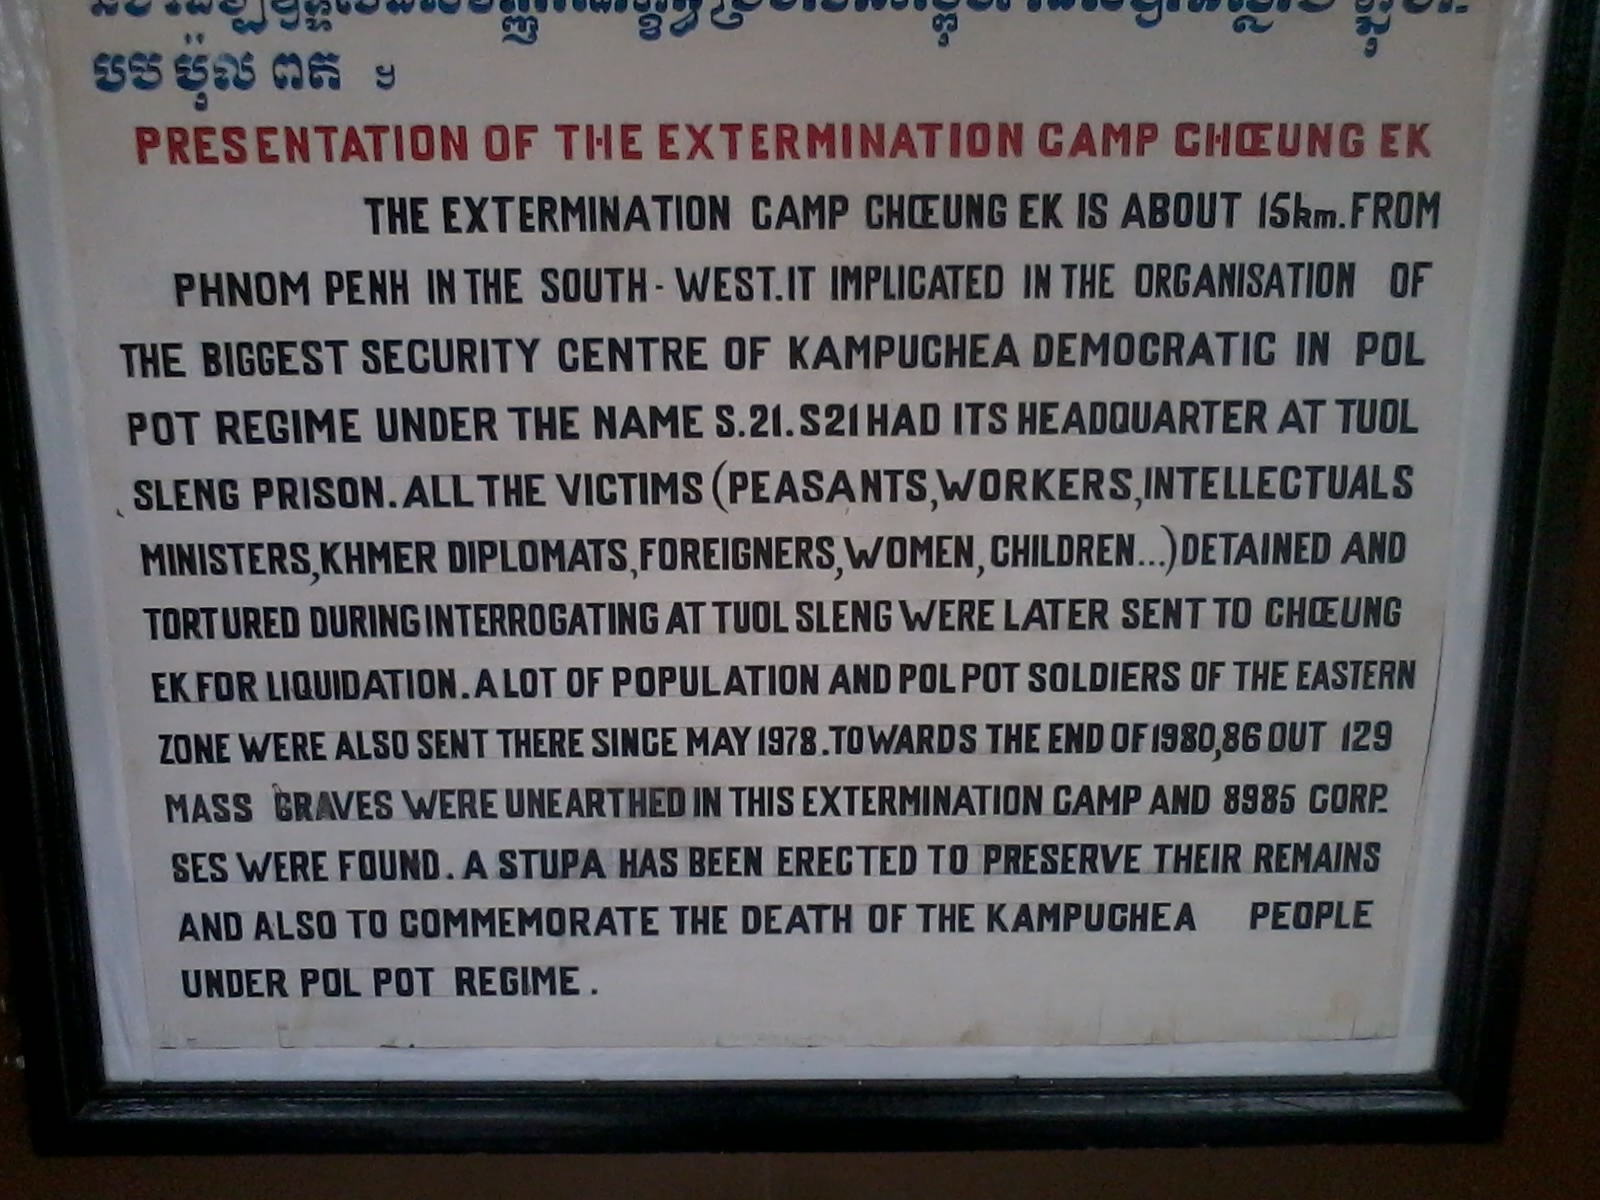 បប ប៉ុល ពត ៗ
PRESENTATION OF THE EXTERMINATION CAMP CHŒUNG EK
THE EXTERMINATION CAMP CHŒUNG EK IS ABOUT 15km. FROM
PHNOM PENH IN THE SOUTH - WEST. IT IMPLICATED IN THE ORGANISATION OF
THE BIGGEST SECURITY CENTRE OF KAMPUCHEA DEMOCRATIC IN POL
POT REGIME UNDER THE NAME S.21. S21 HAD ITS HEADQUARTER AT TUOL
SLENG PRISON. ALL THE VICTIMS (PEASANTS, WORKERS, INTELLECTUALS
MINISTERS, KHMER DIPLOMATS, FOREIGNERS, WOMEN, CHILDREN...) DETAINED AND
TORTURED DURING INTERROGATING AT TUOL SLENG WERE LATER SENT TO CHŒUNG
EK FOR LIQUIDATION. A LOT OF POPULATION AND POL POT SOLDIERS OF THE EASTERN
ZONE WERE ALSO SENT THERE SINCE MAY 1978. TOWARDS THE END OF 1980, 86 OUT 129
MASS GRAVES WERE UNEARTHED IN THIS EXTERMINATION CAMP AND 8985 CORP-
SES WERE FOUND. A STUPA HAS BEEN ERECTED TO PRESERVE THEIR REMAINS
AND ALSO TO COMMEMORATE THE DEATH OF THE KAMPUCHEA PEOPLE
UNDER POL POT REGIME.